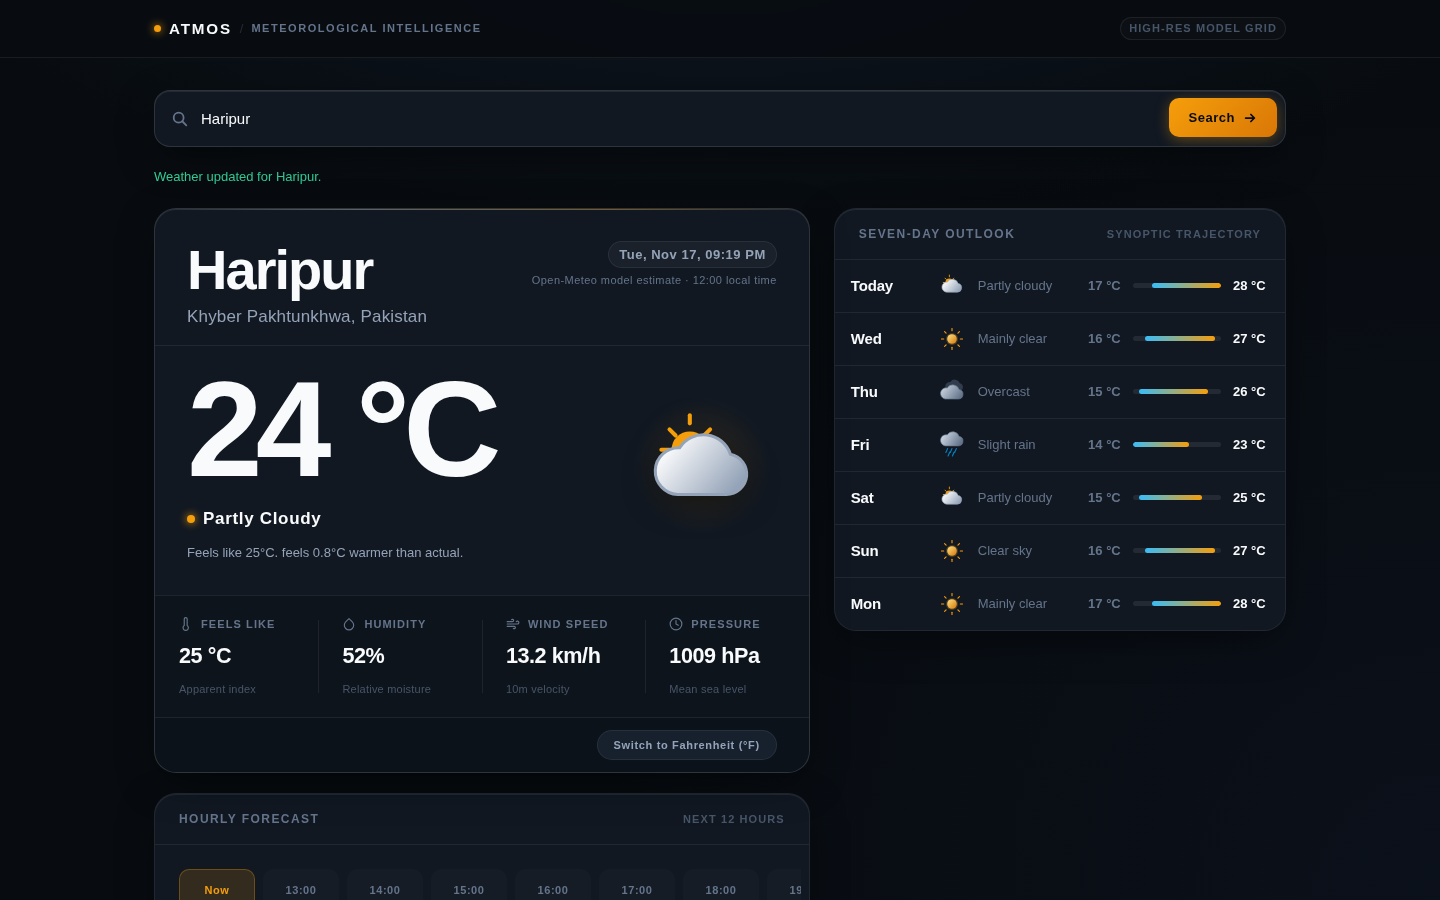 ATMOS / METEOROLOGICAL INTELLIGENCE
HIGH-RES MODEL GRID
Haripur
Search →
Weather updated for Haripur.
Haripur
Khyber Pakhtunkhwa, Pakistan
Tue, Nov 17, 09:19 PM
Open-Meteo model estimate · 12:00 local time
24 °C
Partly Cloudy
Feels like 25°C. feels 0.8°C warmer than actual.
FEELS LIKE
25 °C
Apparent index
HUMIDITY
52%
Relative moisture
WIND SPEED
13.2 km/h
10m velocity
PRESSURE
1009 hPa
Mean sea level
Switch to Fahrenheit (°F)
HOURLY FORECAST
NEXT 12 HOURS
Now
13:00
14:00
15:00
16:00
17:00
18:00
SEVEN-DAY OUTLOOK
SYNOPTIC TRAJECTORY
Today Partly cloudy 17 °C 28 °C
Wed Mainly clear 16 °C 27 °C
Thu Overcast 15 °C 26 °C
Fri Slight rain 14 °C 23 °C
Sat Partly cloudy 15 °C 25 °C
Sun Clear sky 16 °C 27 °C
Mon Mainly clear 17 °C 28 °C